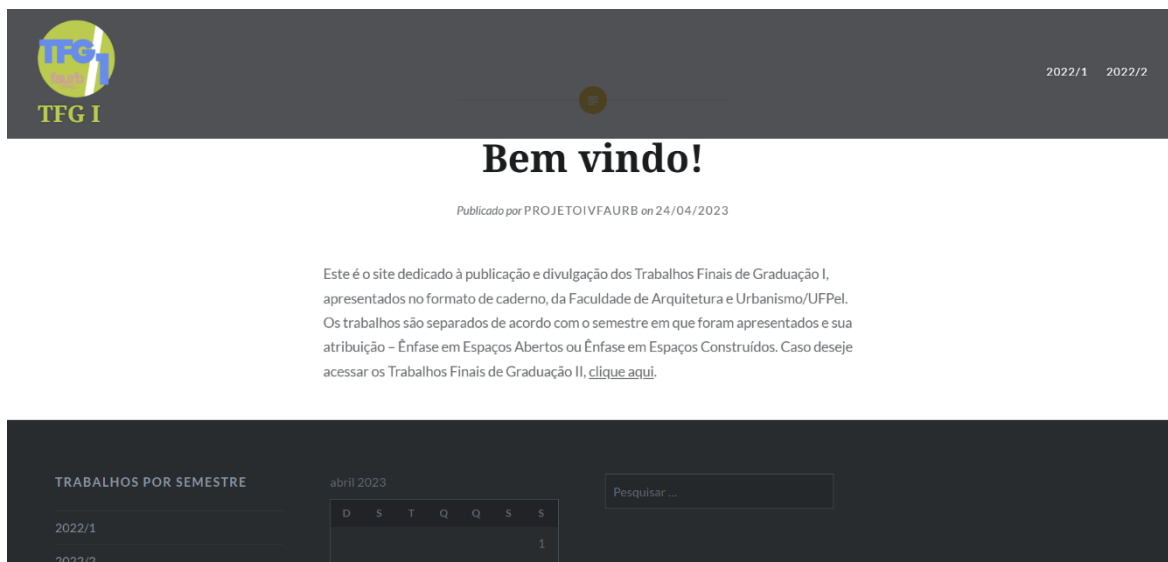 TFG
1
faurb
TFG I
2022/1 2022/2
Bem vindo!
Publicado por PROJETOIVFAURB on 24/04/2023
Este é o site dedicado à publicação e divulgação dos Trabalhos Finais de Graduação I,
apresentados no formato de caderno, da Faculdade de Arquitetura e Urbanismo/UFPel.
Os trabalhos são separados de acordo com o semestre em que foram apresentados e sua
atribuição – Ênfase em Espaços Abertos ou Ênfase em Espaços Construídos. Caso deseje
acessar os Trabalhos Finais de Graduação II, clique aqui.
TRABALHOS POR SEMESTRE
2022/1
2022/2
abril 2023
D S T Q Q S S
1
Pesquisar ...